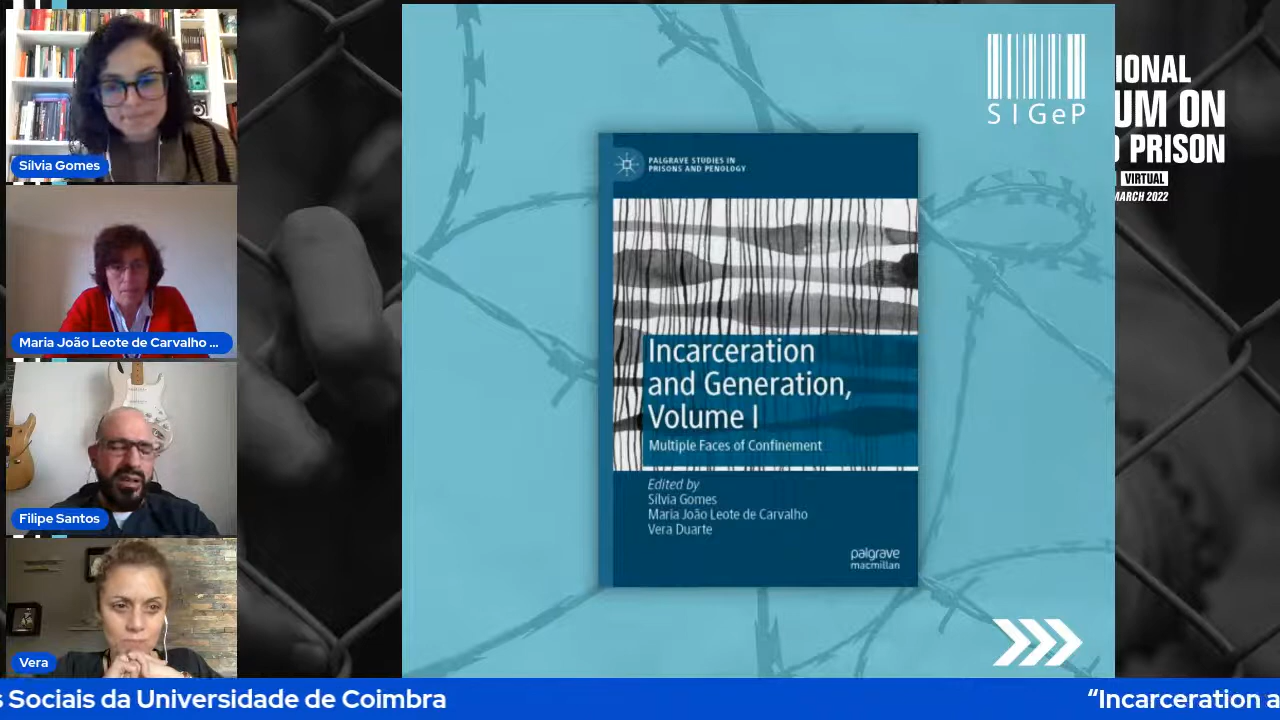 Sílvia Gomes
Maria João Leote de Carvalho ...
Filipe Santos
Vera
SIGeP
IONAL
UM ON
D PRISON
VIRTUAL
MARCH 2022
PALGRAVE STUDIES IN
PRISONS AND PENOLOGY
Incarceration
and Generation,
Volume I
Multiple Faces of Confinement
Edited by
Sílvia Gomes
Maria João Leote de Carvalho
Vera Duarte
palgrave
macmillan
s Sociais da Universidade de Coimbra
“Incarceration a